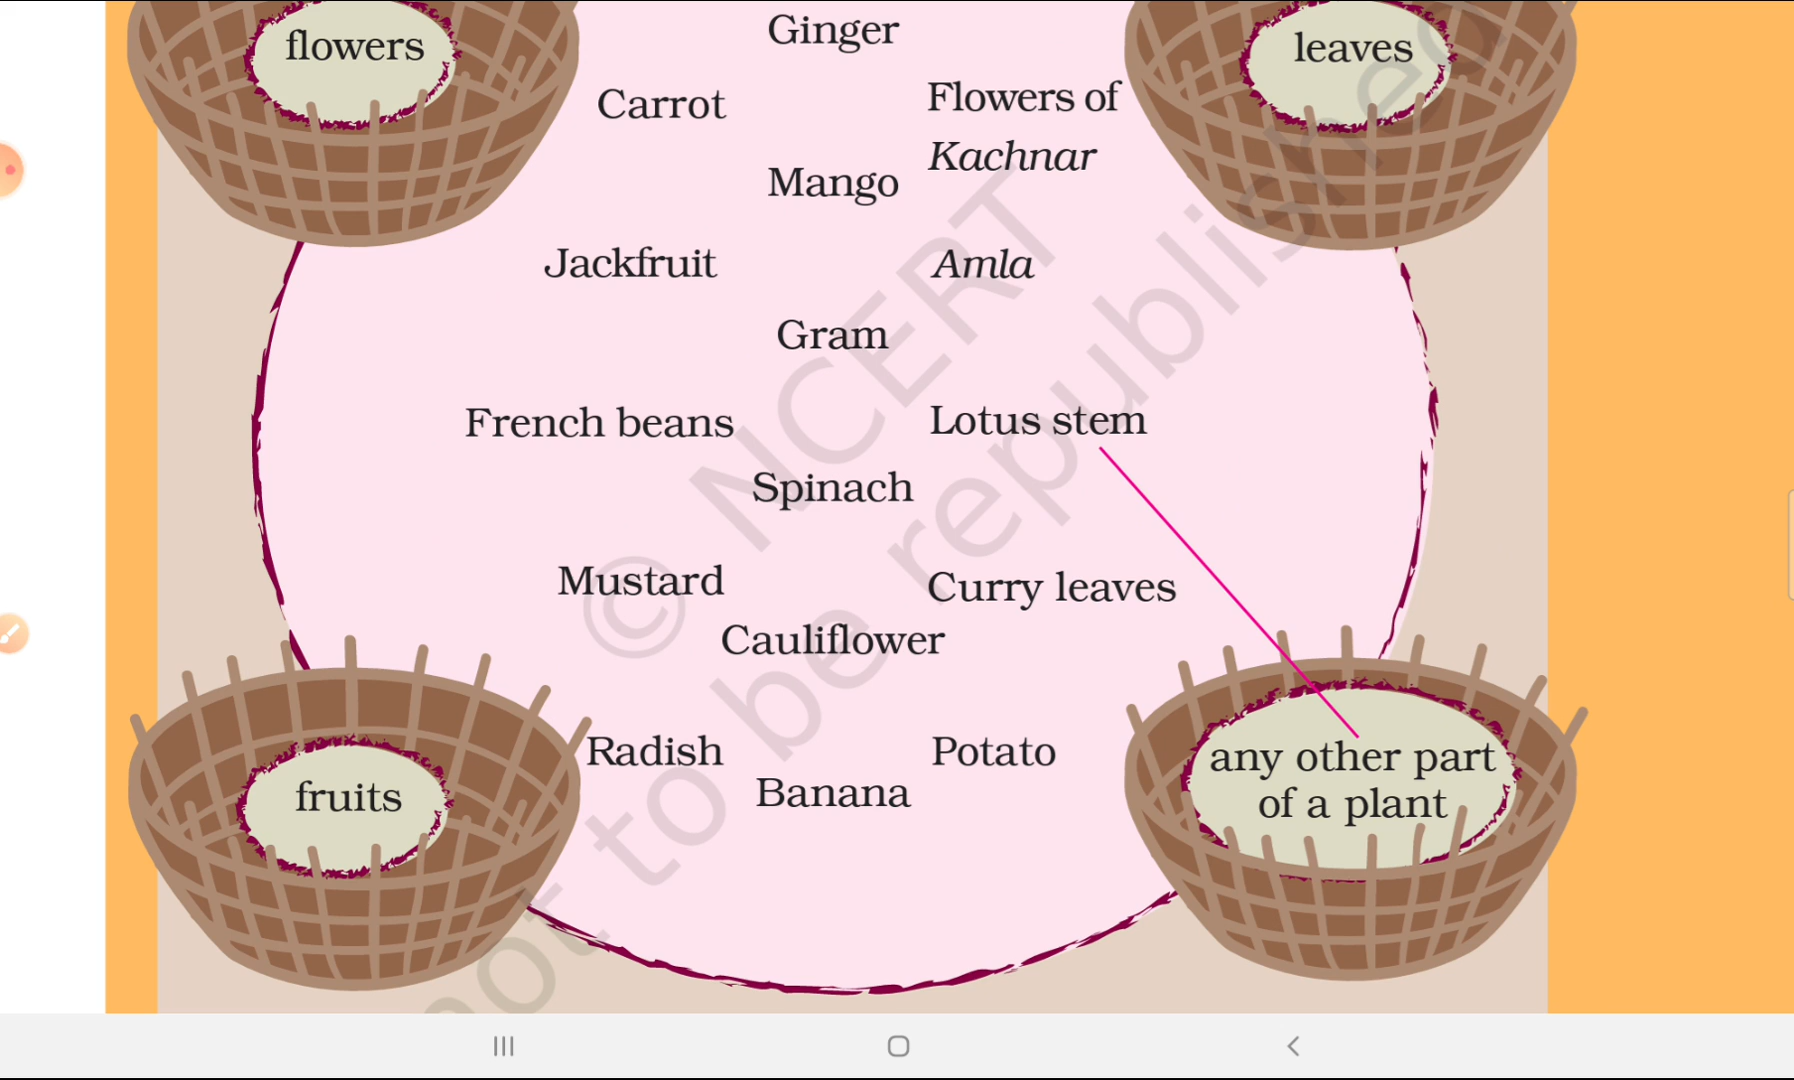 flowers
Ginger
leaves
Carrot
Flowers of
Kachnar
Mango
Jackfruit
Amla
Gram
French beans
Lotus stem
Spinach
Mustard
Curry leaves
Cauliflower
Radish
Potato
Banana
fruits
any other part
of a plant
© NCERT
not to be republished